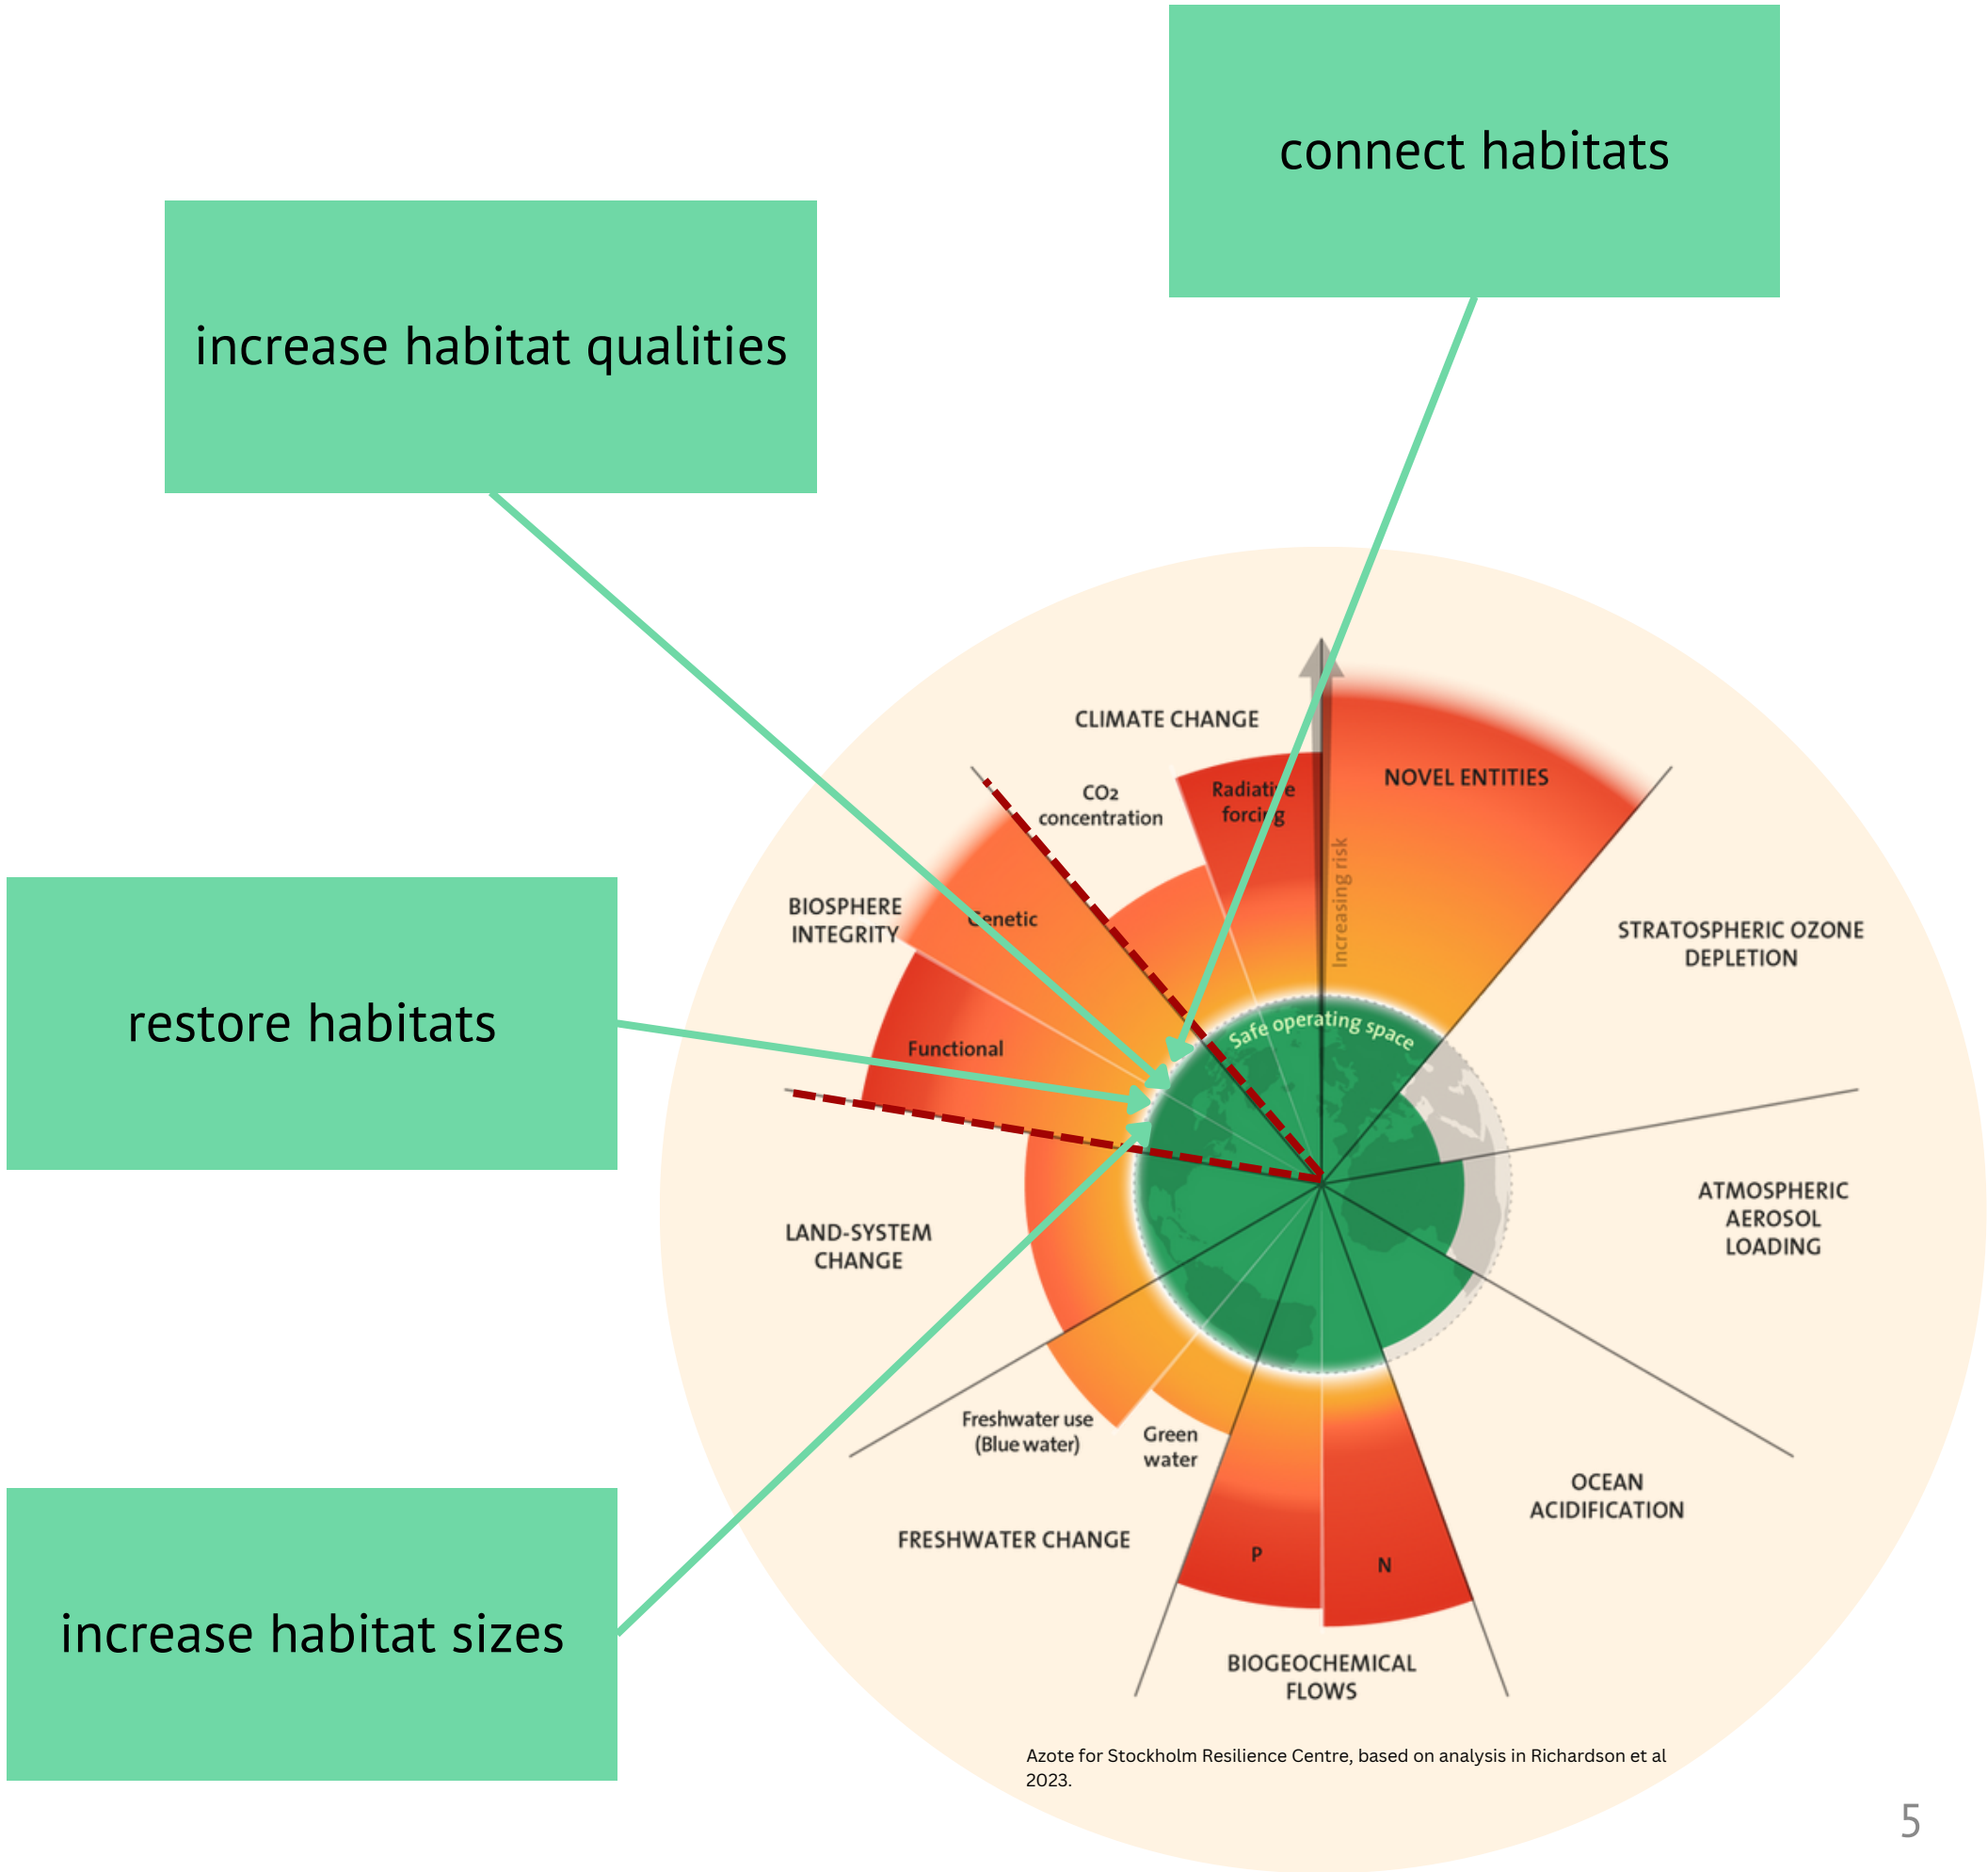 connect habitats
increase habitat qualities
restore habitats
increase habitat sizes
CLIMATE CHANGE
CO2
concentration
Radiative
forcing
Increasing risk
NOVEL ENTITIES
STRATOSPHERIC OZONE
DEPLETION
ATMOSPHERIC
AEROSOL
LOADING
OCEAN
ACIDIFICATION
BIOGEOCHEMICAL
FLOWS
P
N
FRESHWATER CHANGE
Freshwater use
(Blue water)
Green
water
LAND-SYSTEM
CHANGE
BIOSPHERE
INTEGRITY
Genetic
Functional
Safe operating space
Azote for Stockholm Resilience Centre, based on analysis in Richardson et al
2023.
5